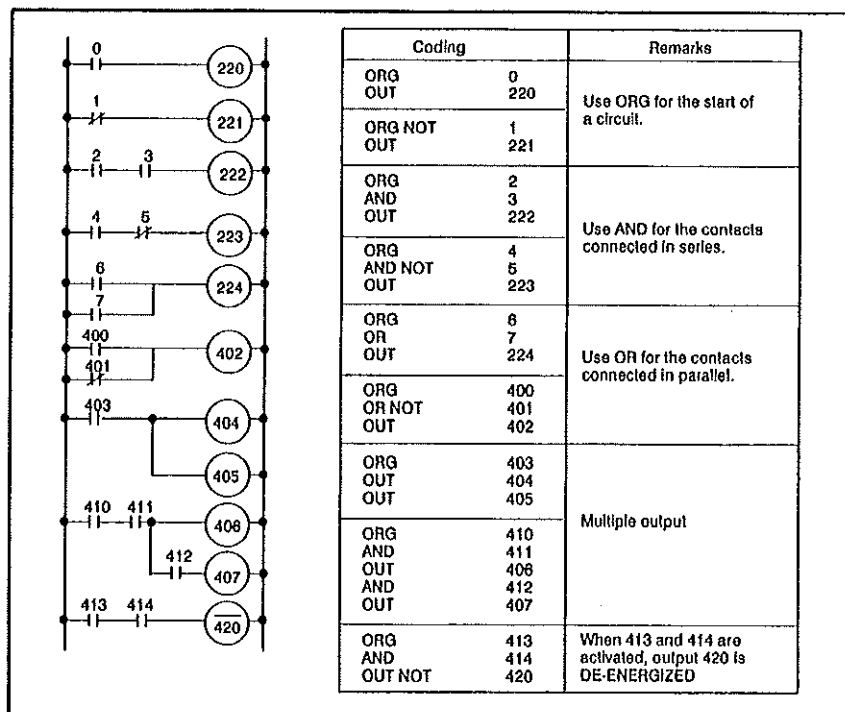 0
220
1
221
2 3
222
4 5
223
6
224
7
400
402
401
403
404
405
410 411
406
412
407
413 414
420
Coding Remarks
ORG 0
OUT 220
Use ORG for the start of
a circuit.
ORG NOT 1
OUT 221
ORG 2
AND 3
OUT 222
Use AND for the contacts
connected in series.
ORG 4
AND NOT 5
OUT 223
ORG 6
OR 7
OUT 224
Use OR for the contacts
connected in parallel.
ORG 400
OR NOT 401
OUT 402
ORG 403
OUT 404
OUT 405
Multiple output
ORG 410
AND 411
OUT 406
AND 412
OUT 407
ORG 413
AND 414
OUT NOT 420
When 413 and 414 are
activated, output 420 is
DE-ENERGIZED